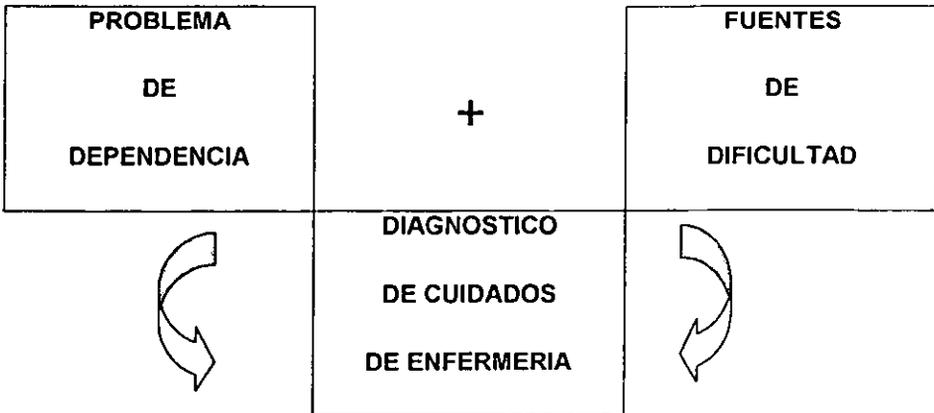 PROBLEMA
DE
DEPENDENCIA
+
FUENTES
DE
DIFICULTAD
DIAGNOSTICO
DE CUIDADOS
DE ENFERMERIA